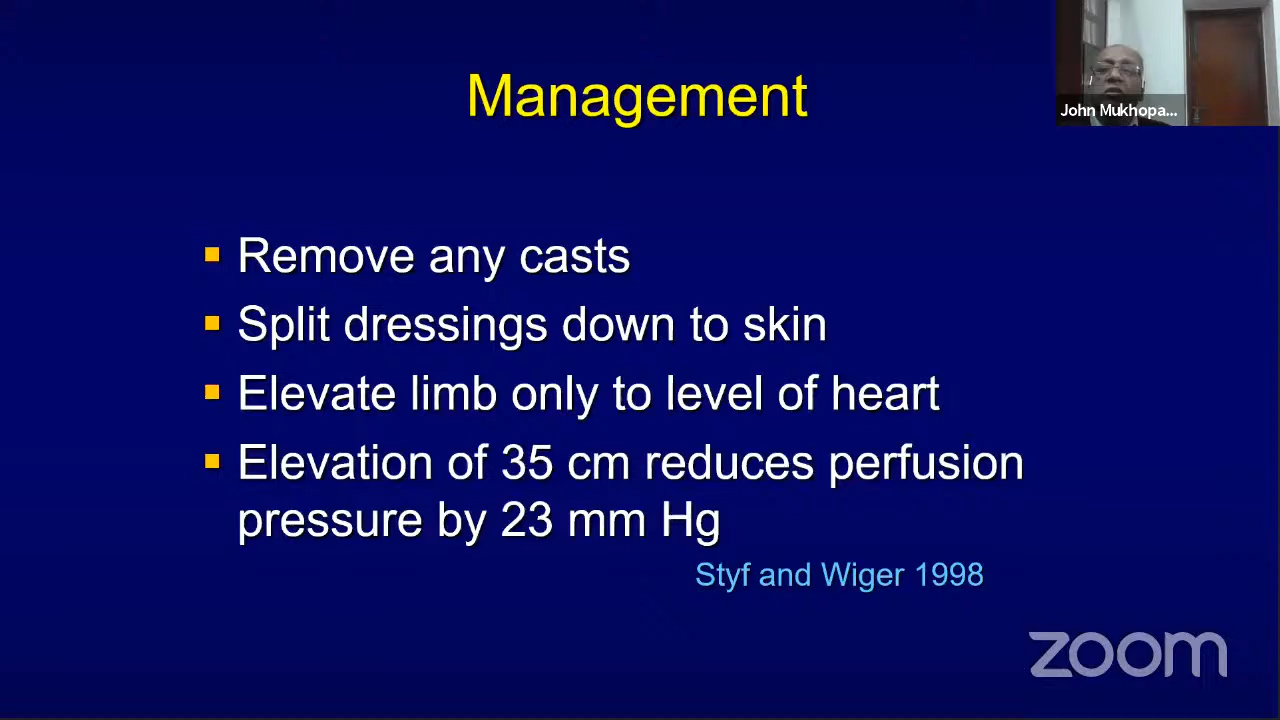 Management
John Mukhopa...
Remove any casts
Split dressings down to skin
Elevate limb only to level of heart
Elevation of 35 cm reduces perfusion
pressure by 23 mm Hg
Styf and Wiger 1998
zoom